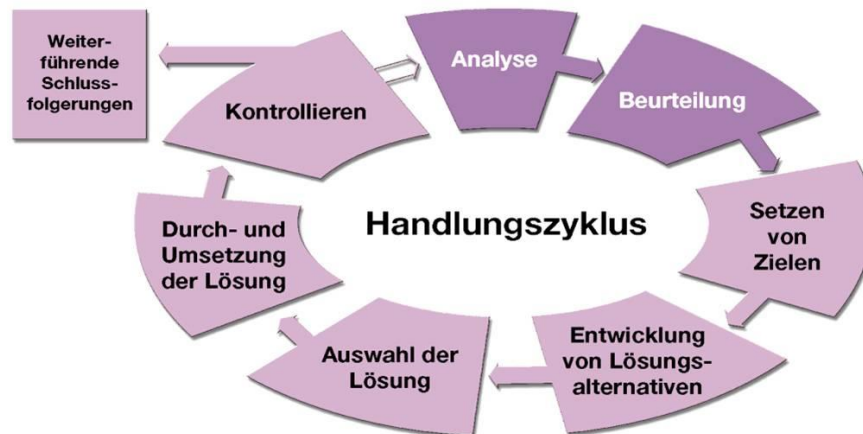 Weiter-
führende
Schluss-
folgerungen
Kontrollieren
Analyse
Beurteilung
Setzen
von
Zielen
Entwicklung
von Lösungs-
alternativen
Auswahl der
Lösung
Durch- und
Umsetzung
der Lösung
Handlungszyklus